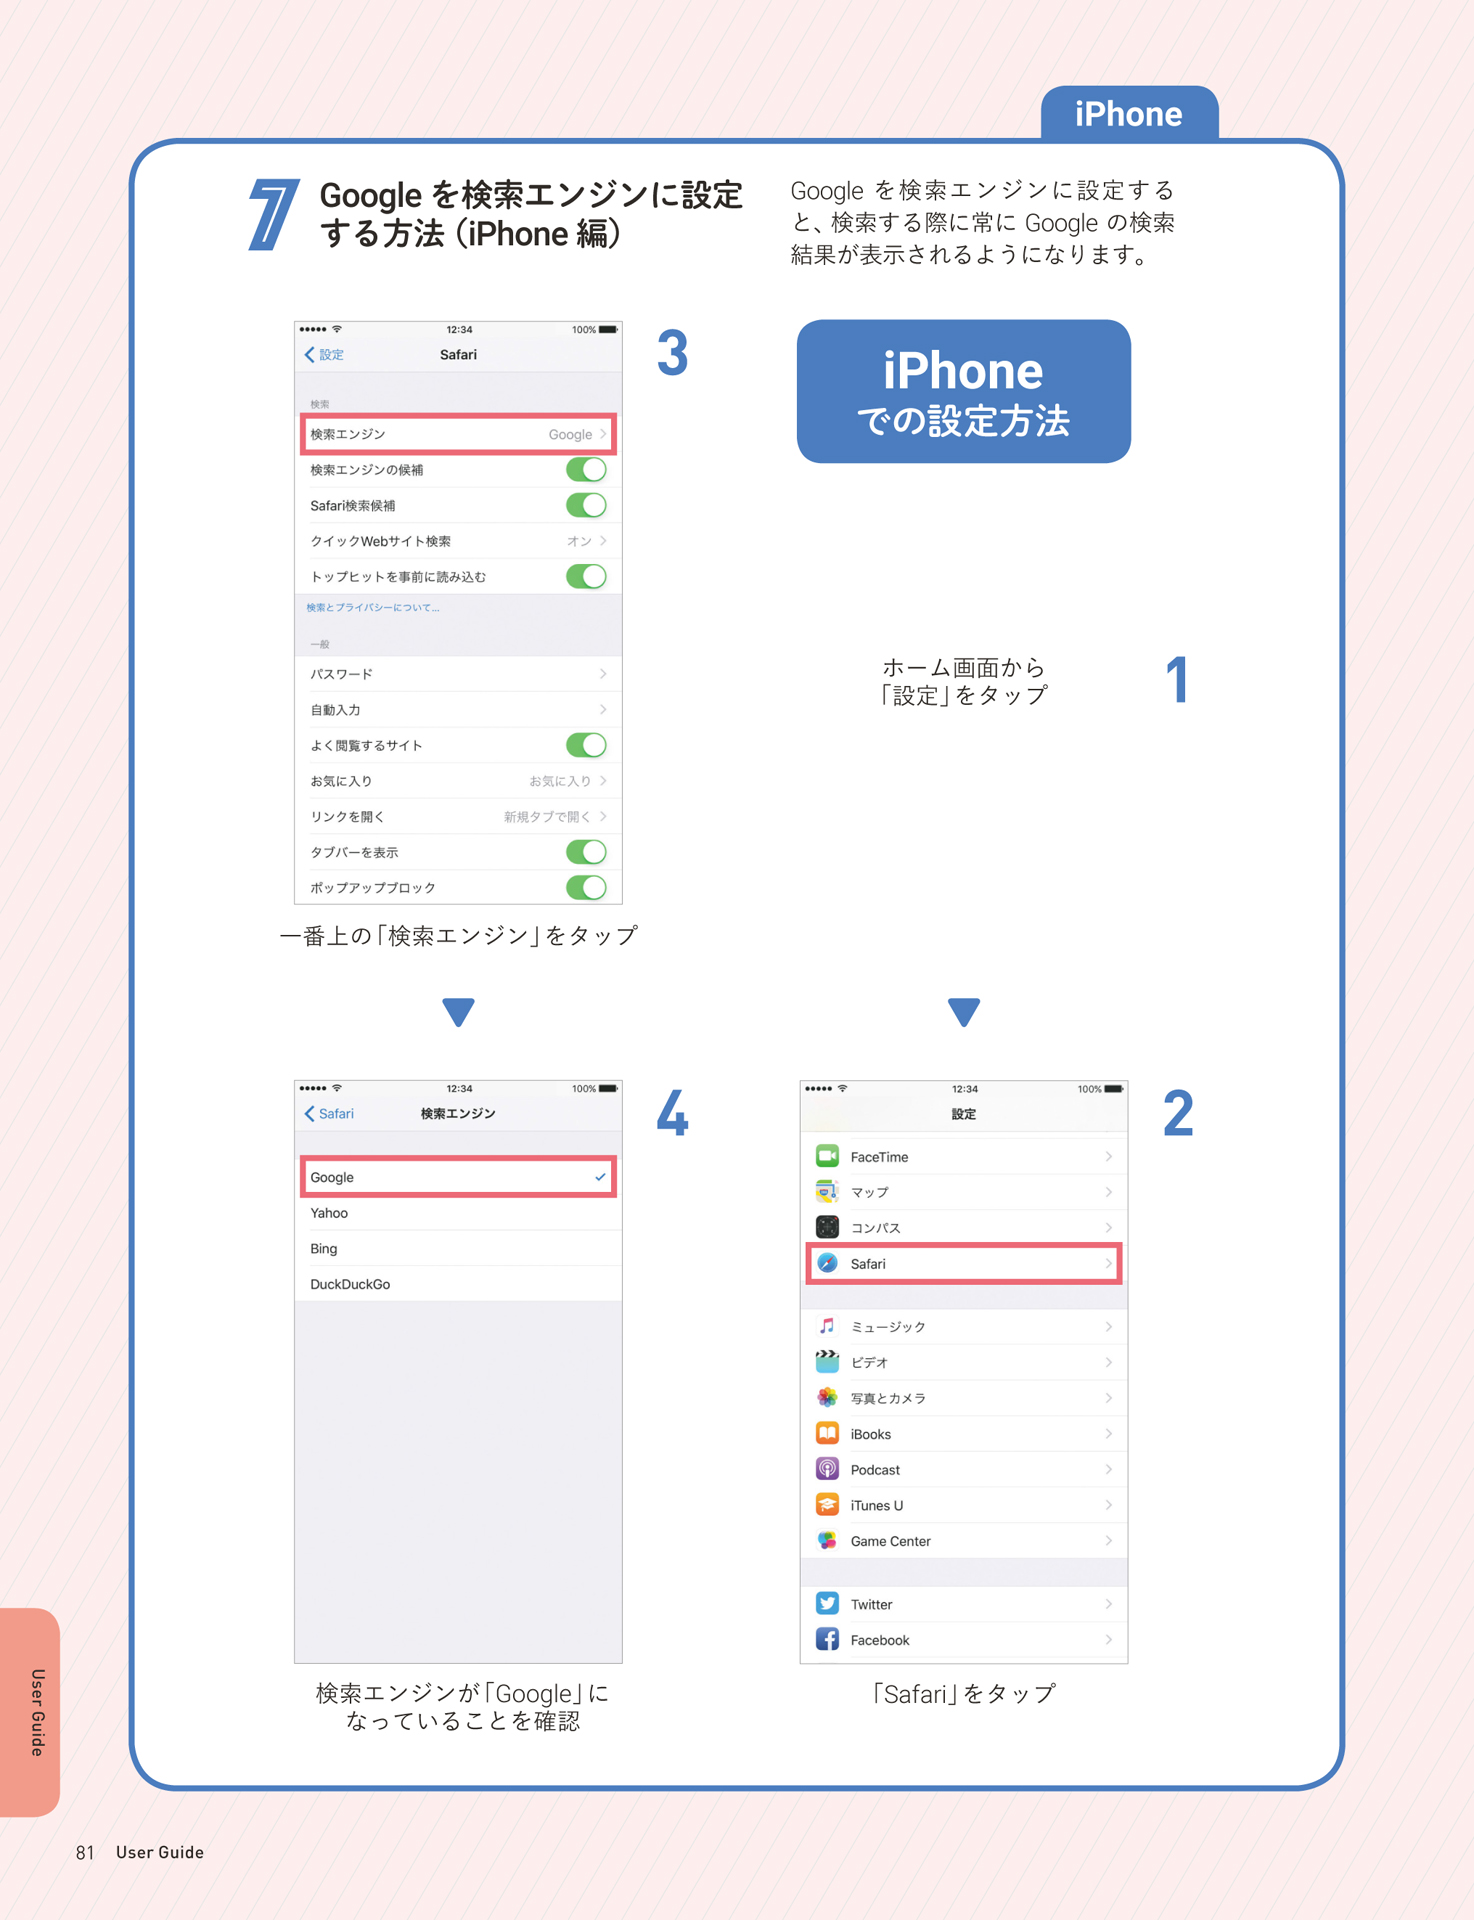 iPhone
7
Google を検索エンジンに設定
する方法（iPhone 編）
Google を検索エンジンに設定する
と、検索する際に常に Google の検索
結果が表示されるようになります。
iPhone
での設定方法
1
ホーム画面から
「設定」をタップ
2
12:34
100%
設定
FaceTime
マップ
コンパス
Safari
ミュージック
ビデオ
写真とカメラ
iBooks
Podcast
iTunes U
Game Center
Twitter
Facebook
「Safari」をタップ
3
12:34
100%
設定
Safari
検索
検索エンジン Google
検索エンジンの候補
Safari検索候補
クイックWebサイト検索 オン
トップヒットを事前に読み込む
検索とプライバシーについて...
一般
パスワード
自動入力
よく閲覧するサイト
お気に入り お気に入り
リンクを開く 新規タブで開く
タブバーを表示
ポップアップブロック
一番上の「検索エンジン」をタップ
4
12:34
100%
Safari
検索エンジン
Google
Yahoo
Bing
DuckDuckGo
検索エンジンが「Google」に
なっていることを確認
User Guide
81 User Guide